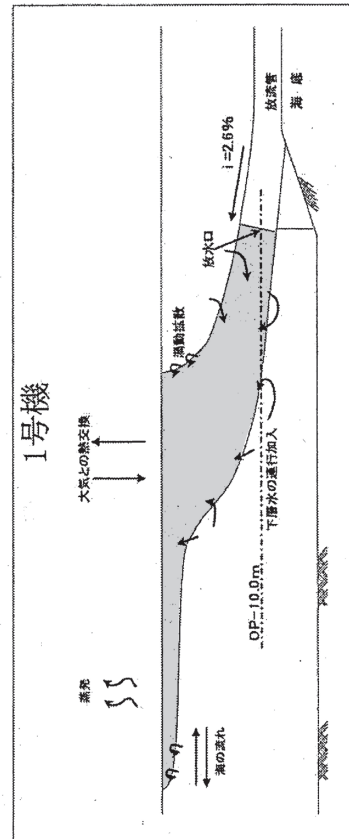 1号機
大気との熱交換
蒸発
渦動拡散
i=2.6%
放水口
放流管
海底
下層水の連行加入
DP-10.0m
海の流れ